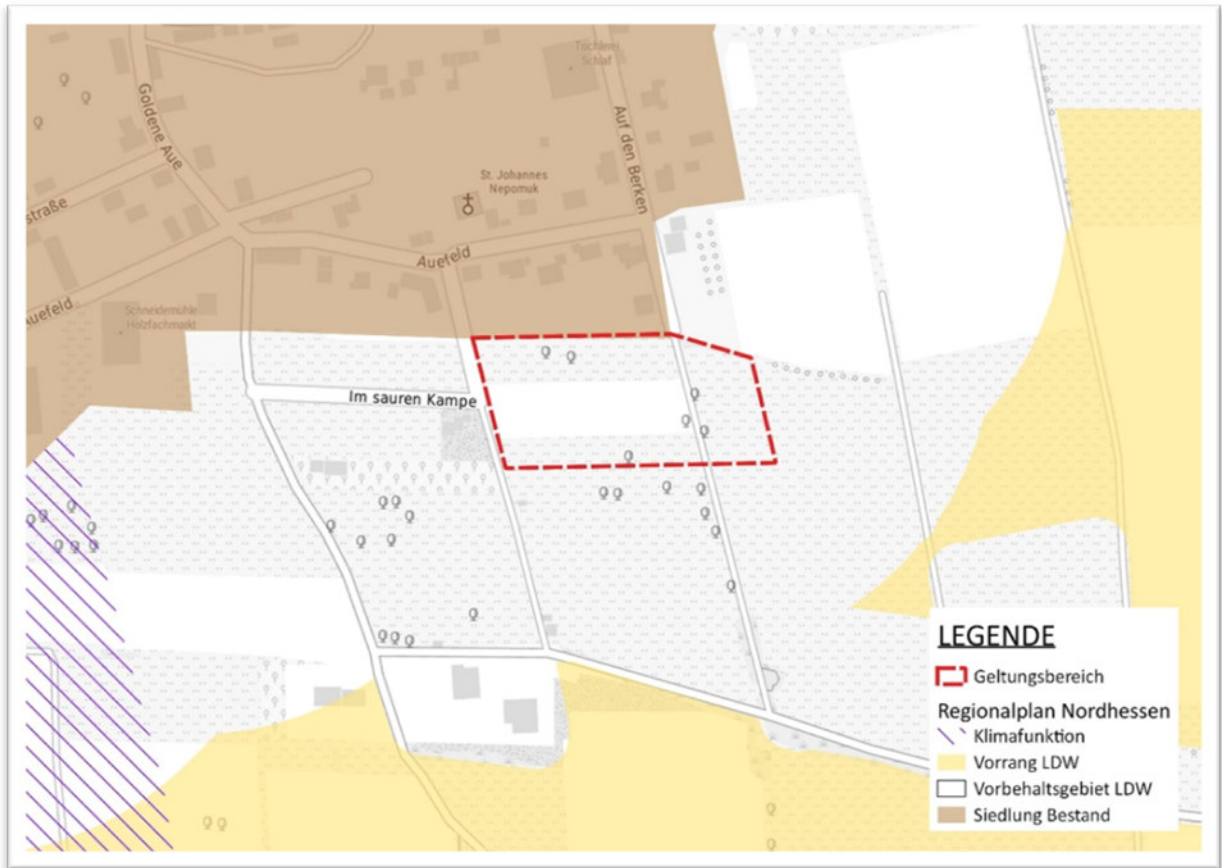 Tischlerei
Schlaf
Goldene Aue
Auf den Berken
St. Johannes
Nepomuk
straße
Auefeld
Auefeld
Schneidemühle
Holzfachmarkt
Im sauren Kampe
LEGENDE
Geltungsbereich
Regionalplan Nordhessen
Klimafunktion
Vorrang LDW
Vorbehaltsgebiet LDW
Siedlung Bestand